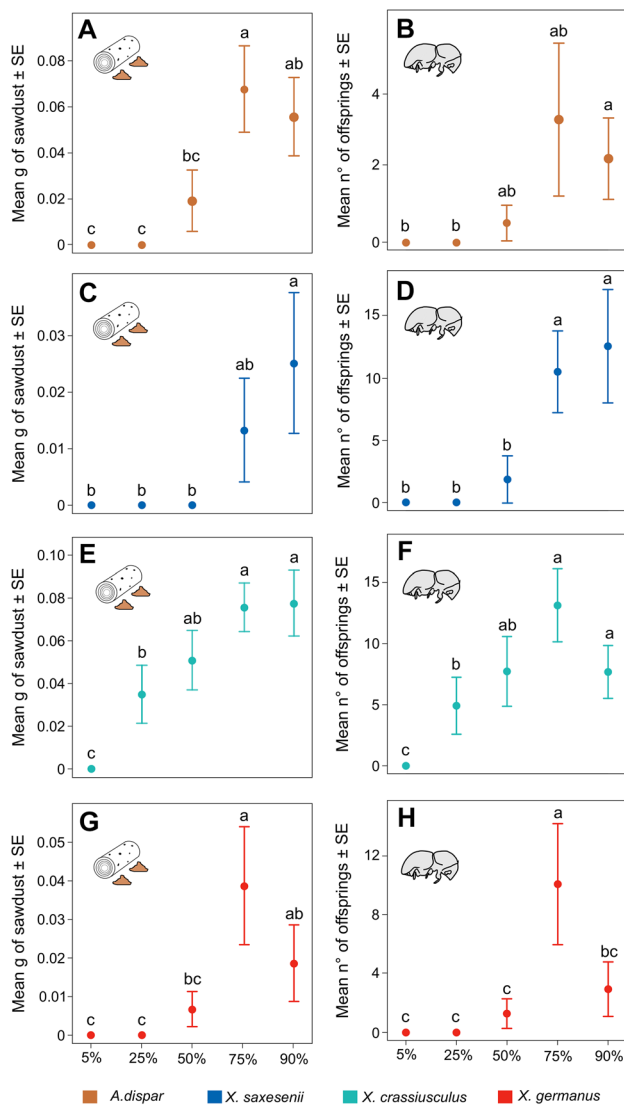 A
Mean g of sawdust ± SE
0.08
0.06
0.04
0.02
0
c
c
bc
a
ab
B
Mean n° of offsprings ± SE
4
2
0
b
b
ab
ab
a
C
Mean g of sawdust ± SE
0.03
0.02
0.01
0
b
b
b
ab
a
D
Mean n° of offsprings ± SE
15
10
5
0
b
b
b
a
a
E
Mean g of sawdust ± SE
0.10
0.08
0.06
0.04
0.02
0
c
b
ab
a
a
F
Mean n° of offsprings ± SE
15
10
5
0
c
b
ab
a
a
G
Mean g of sawdust ± SE
0.05
0.04
0.03
0.02
0.01
0
c
c
bc
a
ab
5% 25% 50% 75% 90%
H
Mean n° of offsprings ± SE
12
8
4
0
c
c
c
a
bc
5% 25% 50% 75% 90%
A.dispar X. saxesenii X. crassiusculus X. germanus